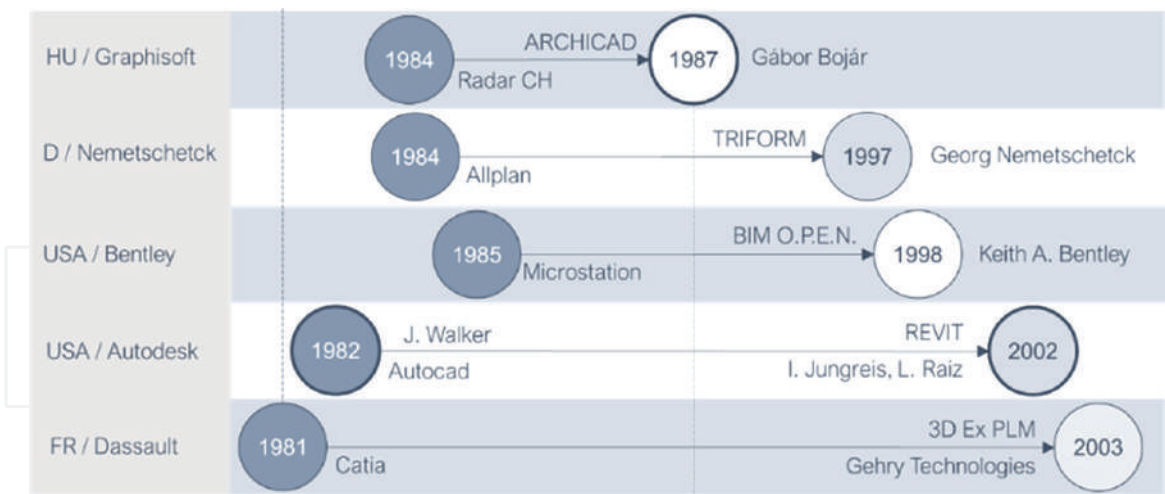 HU / Graphisoft
1984
ARCHICAD
Radar CH
1987
Gábor Bojár
D / Nemetschetck
1984
TRIFORM
Allplan
1997
Georg Nemetschetck
USA / Bentley
1985
BIM O.P.E.N.
Microstation
1998
Keith A. Bentley
USA / Autodesk
1982
J. Walker
Autocad
REVIT
I. Jungreis, L. Raiz
2002
FR / Dassault
1981
Catia
3D Ex PLM
Gehry Technologies
2003